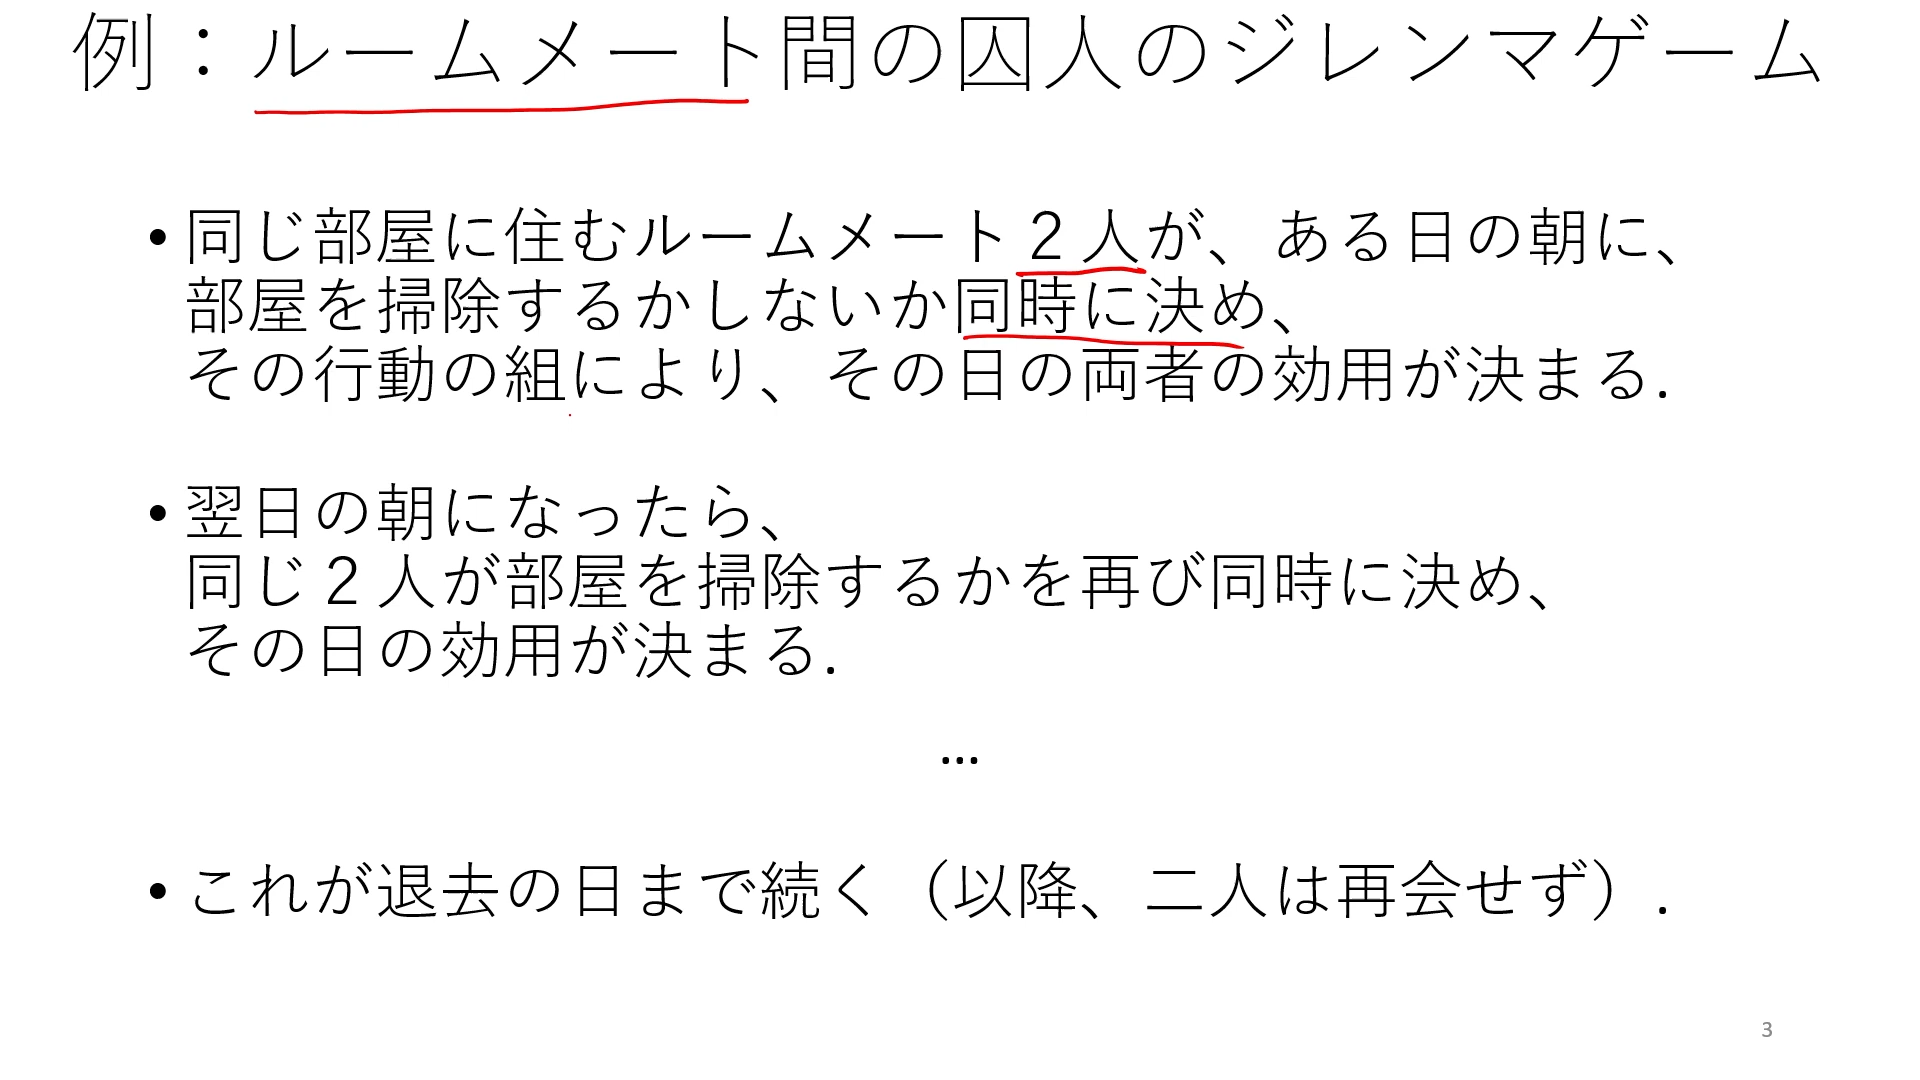 例：ルームメート間の囚人のジレンマゲーム
• 同じ部屋に住むルームメート２人が、ある日の朝に、
部屋を掃除するかしないか同時に決め、
その行動の組により、その日の両者の効用が決まる.
• 翌日の朝になったら、
同じ２人が部屋を掃除するかを再び同時に決め、
その日の効用が決まる.
…
• これが退去の日まで続く（以降、二人は再会せず）.
3